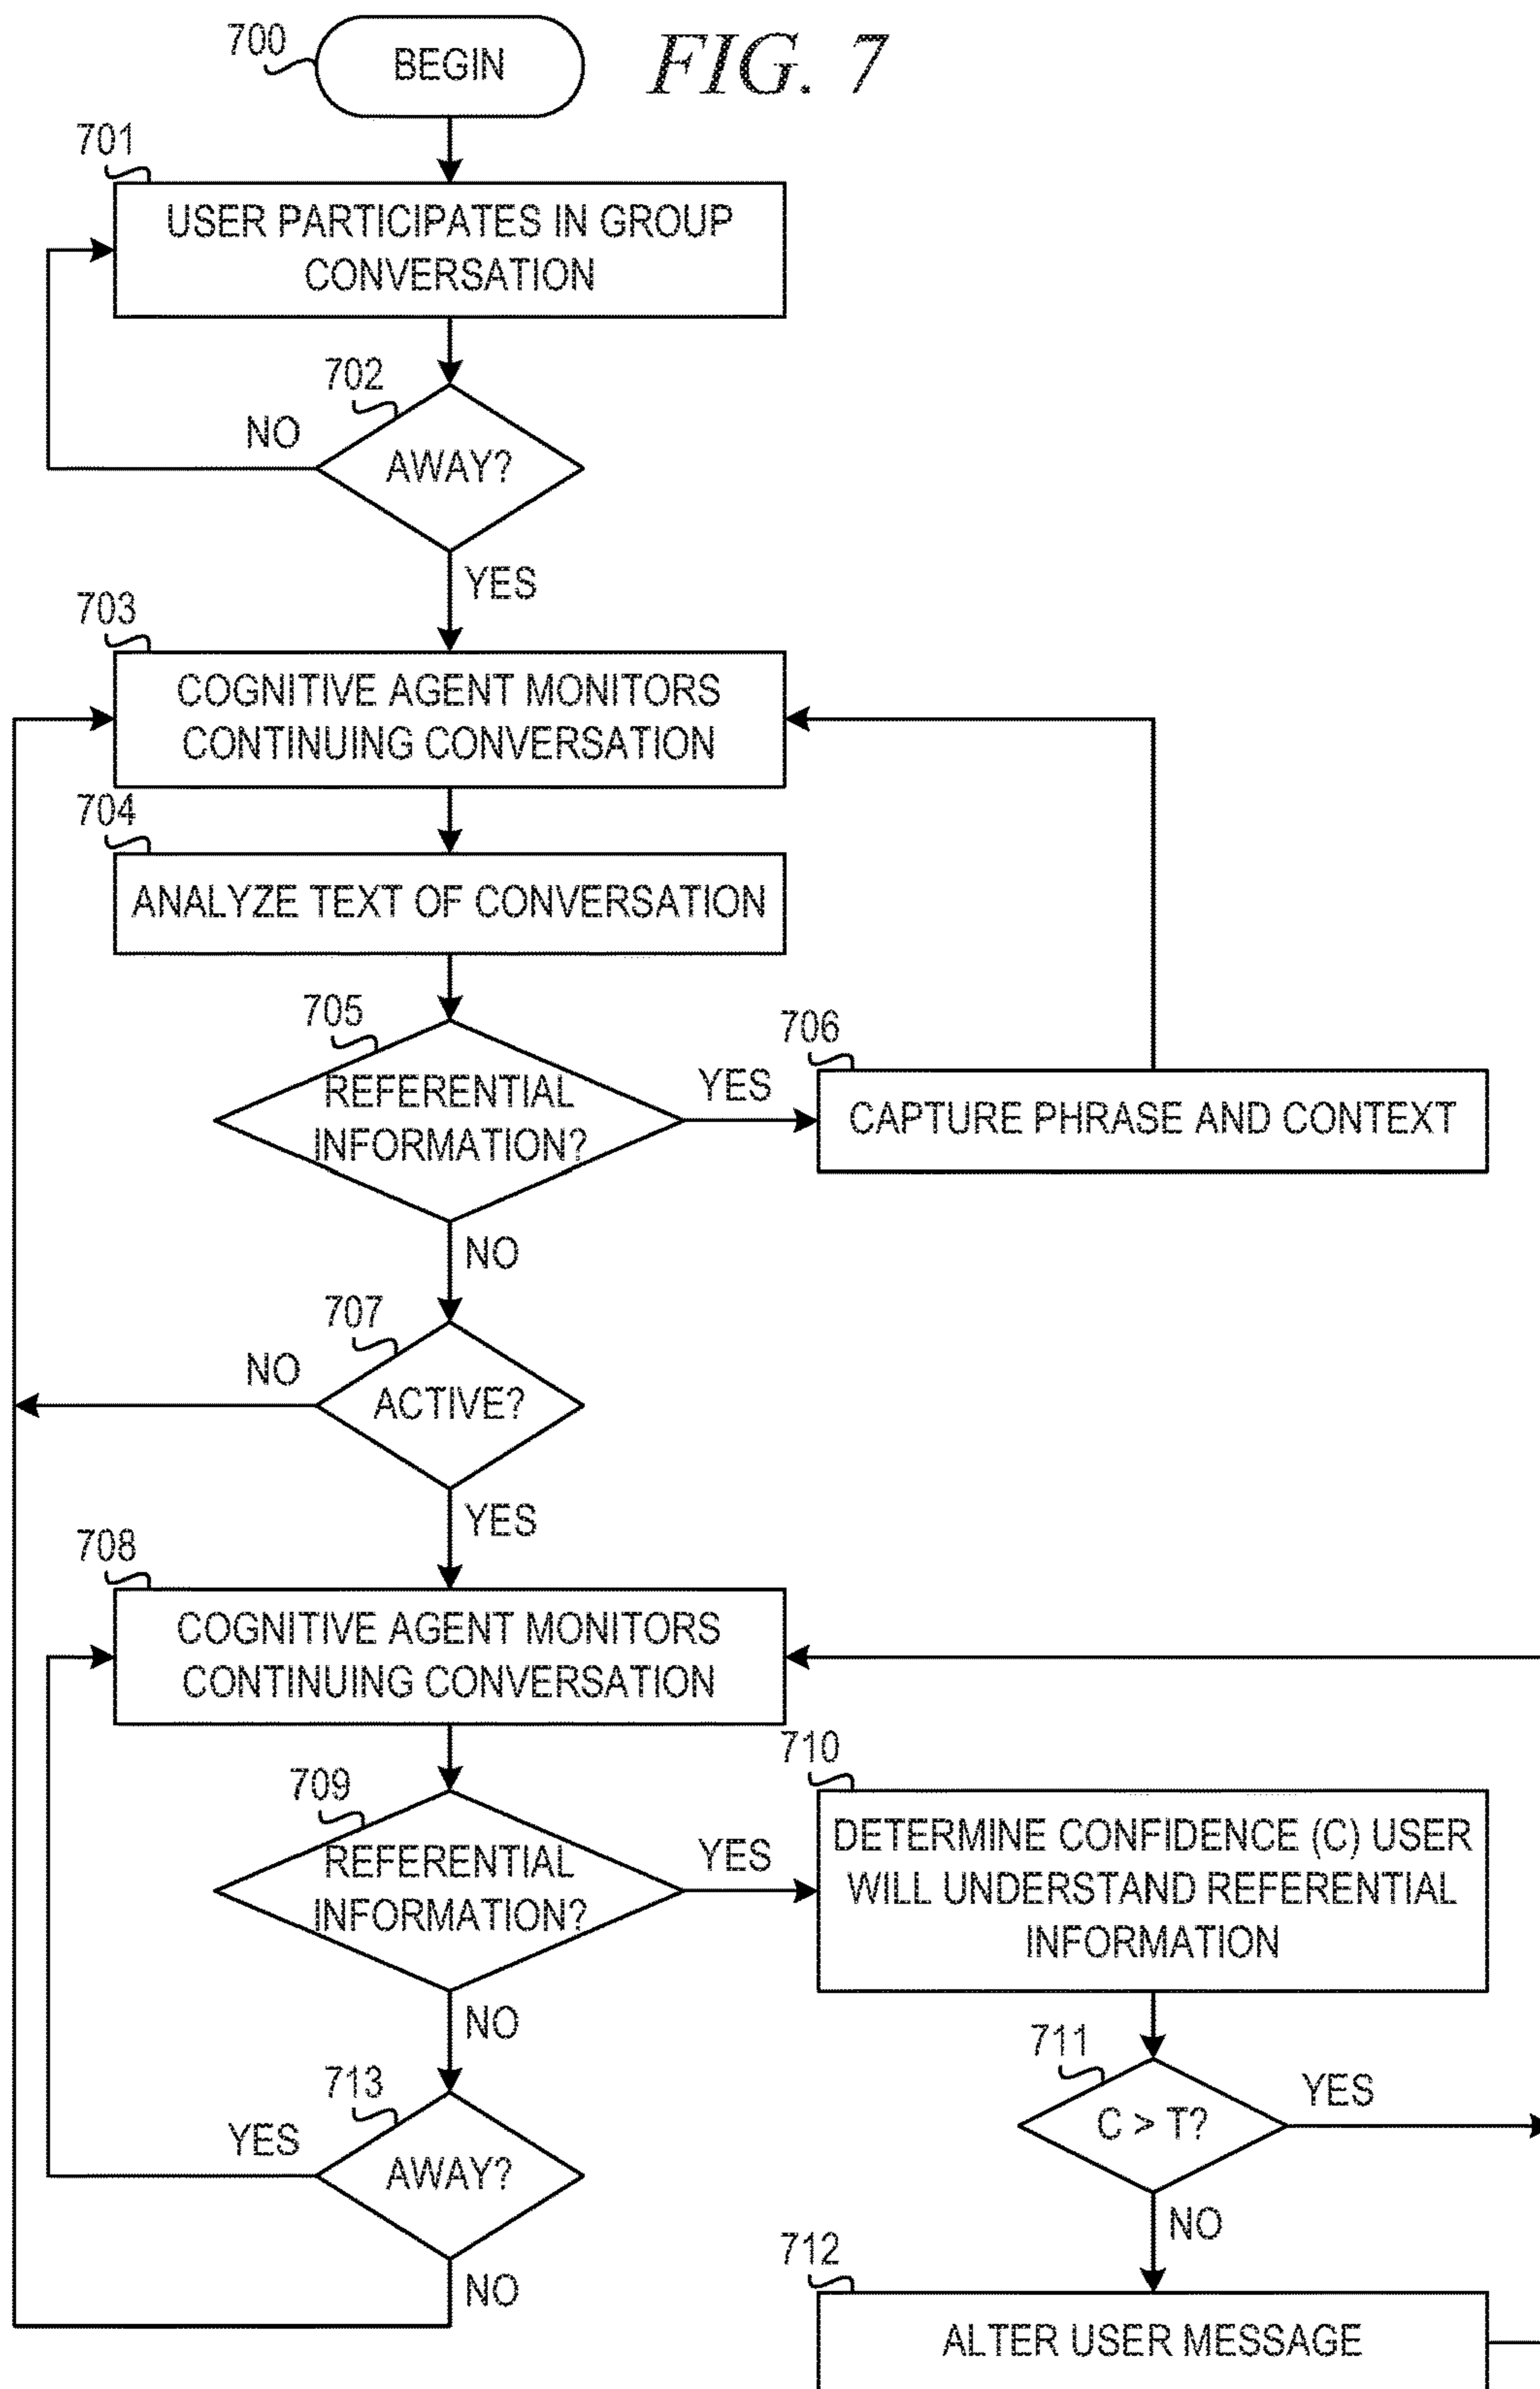 FIG. 7
700
BEGIN
701
USER PARTICIPATES IN GROUP
CONVERSATION
702
AWAY?
NO
YES
703
COGNITIVE AGENT MONITORS
CONTINUING CONVERSATION
704
ANALYZE TEXT OF CONVERSATION
705
REFERENTIAL
INFORMATION?
YES
706
CAPTURE PHRASE AND CONTEXT
NO
707
ACTIVE?
NO
YES
708
COGNITIVE AGENT MONITORS
CONTINUING CONVERSATION
709
REFERENTIAL
INFORMATION?
YES
710
DETERMINE CONFIDENCE (C) USER
WILL UNDERSTAND REFERENTIAL
INFORMATION
NO
711
C > T?
YES
NO
712
ALTER USER MESSAGE
713
AWAY?
YES
NO